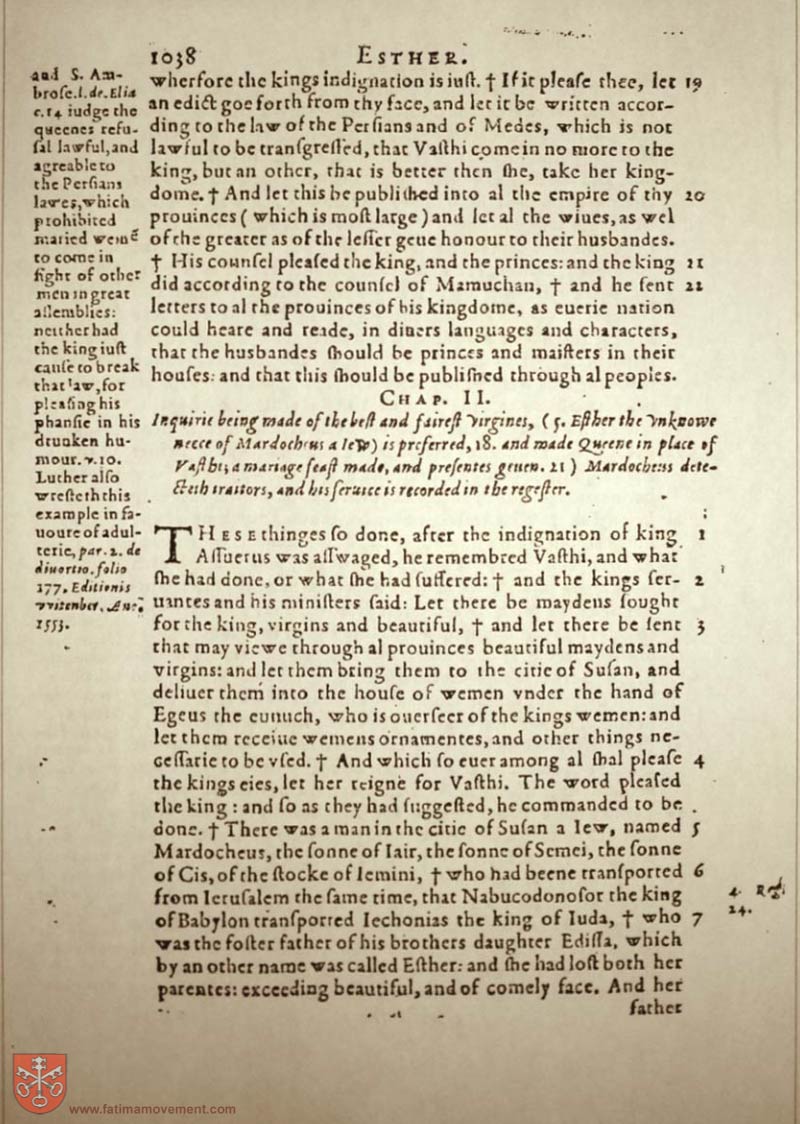 1038 ESTHER.
and S. Am-
brose. l. de. Elia
c. 14 iudge the
queenes refu-
sal lawful, and
agreable to
the Persians
lawes, which
prohibited
maried wemẽ
to come in
sight of other
men in great
assemblies:
neither had
the king iust
cause to break
that law, for
pleasing his
phansie in his
drunken hu-
mour. v. 10.
Luther also
wresteth this
example in fa-
uoure of adul-
terie, par. 2. de
diuortio. folio
177. Editionis
1553.
wherfore the kings indignation is iust. † If it please thee, let 19
an edict goe forth from thy face, and let it be written accor-
ding to the law of the Persians and of Medes, which is not
lawful to be transgressed, that Vasthi come in no more to the
king, but an other, that is better then she, take her king-
dome. † And let this be published into al the empire of thy 20
prouinces (which is most large) and let al the wiues, as wel
of the greater as of the lesser geue honour to their husbandes.
† His counsel pleased the king, and the princes: and the king 21
did according to the counsel of Mamuchan, † and he sent 22
letters to al the prouinces of his kingdome, as euerie nation
could heare and reade, in diuers languages and characters,
that the husbandes should be princes and maisters in their
houses: and that this should be published through al peoples.
CHAP. II.
Inquirie being made of the best and fairest virgines, (5. Esther the vnknowe
neece of Mardocheus a Iew) is preferred, 18. and made Queene in place of
Vasthi, a mariage feast made, and presentes geuen. 21) Mardocheus dete-
cteth traitors, and his seruice is recorded in the regester.
THESE thinges so done, after the indignation of king 1
Assuerus was asswaged, he remembred Vasthi, and what
she had done, or what she had suffered: † and the kings ser- 2
uantes and his ministers said: Let there be maydens sought
for the king, virgins and beautiful, † and let there be sent 3
that may viewe through al prouinces beautiful maydens and
virgins: and let them bring them to the citie of Susan, and
deliuer them into the house of wemen vnder the hand of
Egeus the eunuch, who is ouerseer of the kings wemen: and
let them receiue wemens ornamentes, and other things ne-
cessarie to be vsed. † And which so euer among al shal please 4
the kings eies, let her reigne for Vasthi. The word pleased
the king: and so as they had suggested, he commanded to be
done. † There was a man in the citie of Susan a Iew, named 5
Mardocheus, the sonne of Iair, the sonne of Semei, the sonne
of Cis, of the stocke of Iemini, † who had beene transported 6
from Ierusalem the same time, that Nabucodonosor the king
of Babylon transported Iechonias the king of Iuda, † who 7
was the foster father of his brothers daughter Edissa, which
by an other name was called Esther: and she had lost both her
parentes: exceeding beautiful, and of comely face. And her
father
4. Reg.
24.
www.fatimamovement.com